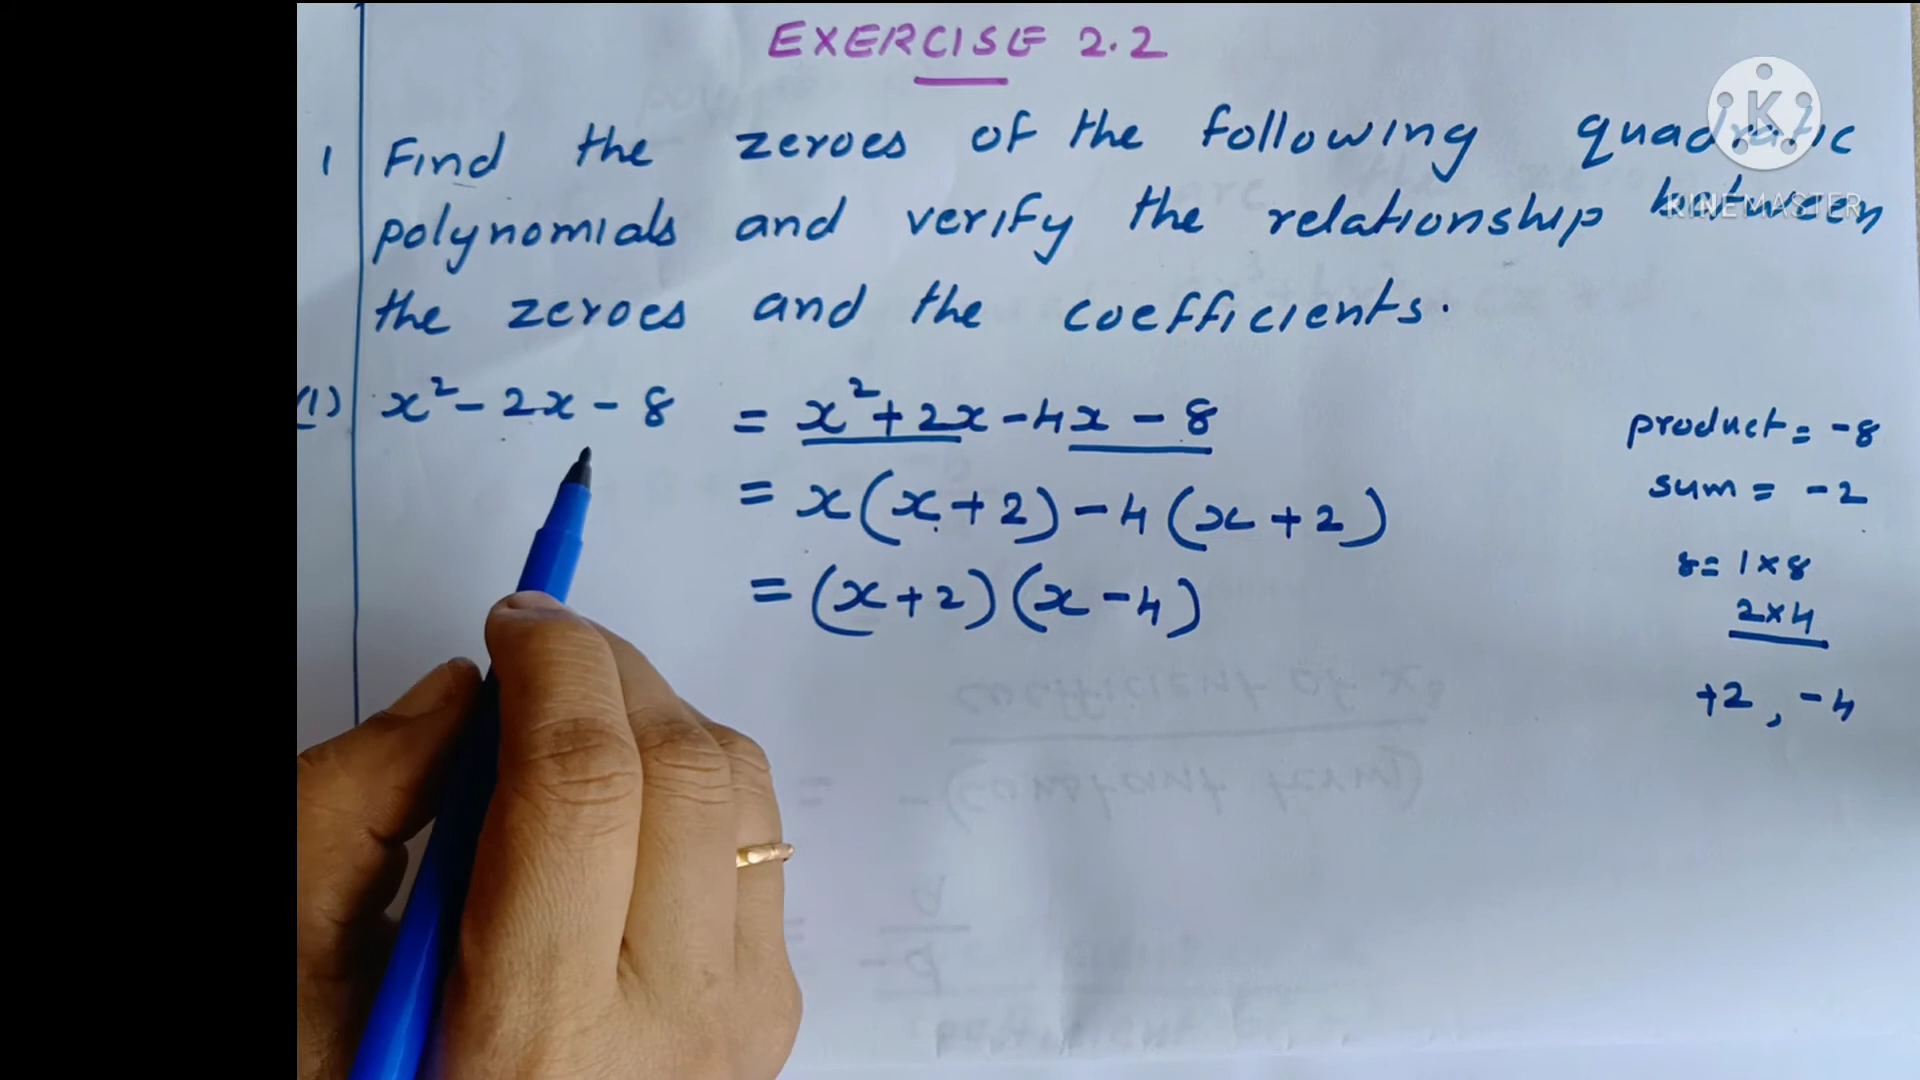 EXERCISE 2.2
1 Find the zeroes of the following quadratic
polynomials and verify the relationship between
the zeroes and the coefficients.
(1) x² - 2x - 8 = x² + 2x - 4x - 8
= x(x + 2) - 4(x + 2)
= (x + 2)(x - 4)
product = -8
sum = -2
8 = 1 × 8
2 × 4
+2, -4
K
KINEMASTER